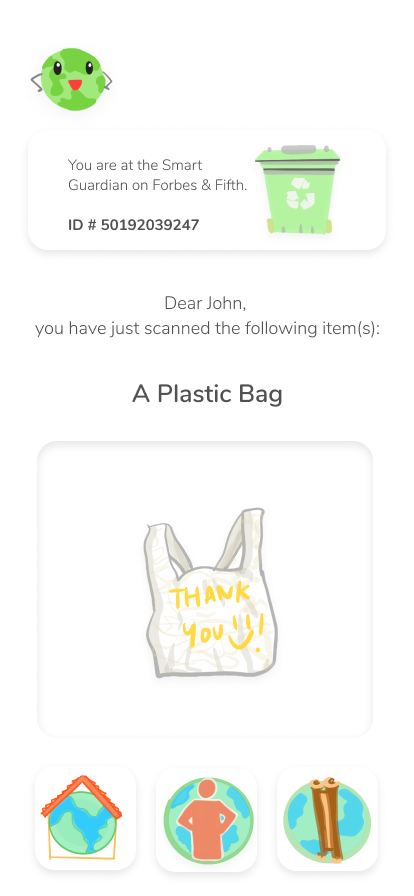 You are at the Smart
Guardian on Forbes & Fifth.
ID # 50192039247
Dear John,
you have just scanned the following item(s):
A Plastic Bag
THANK
YOU!!!